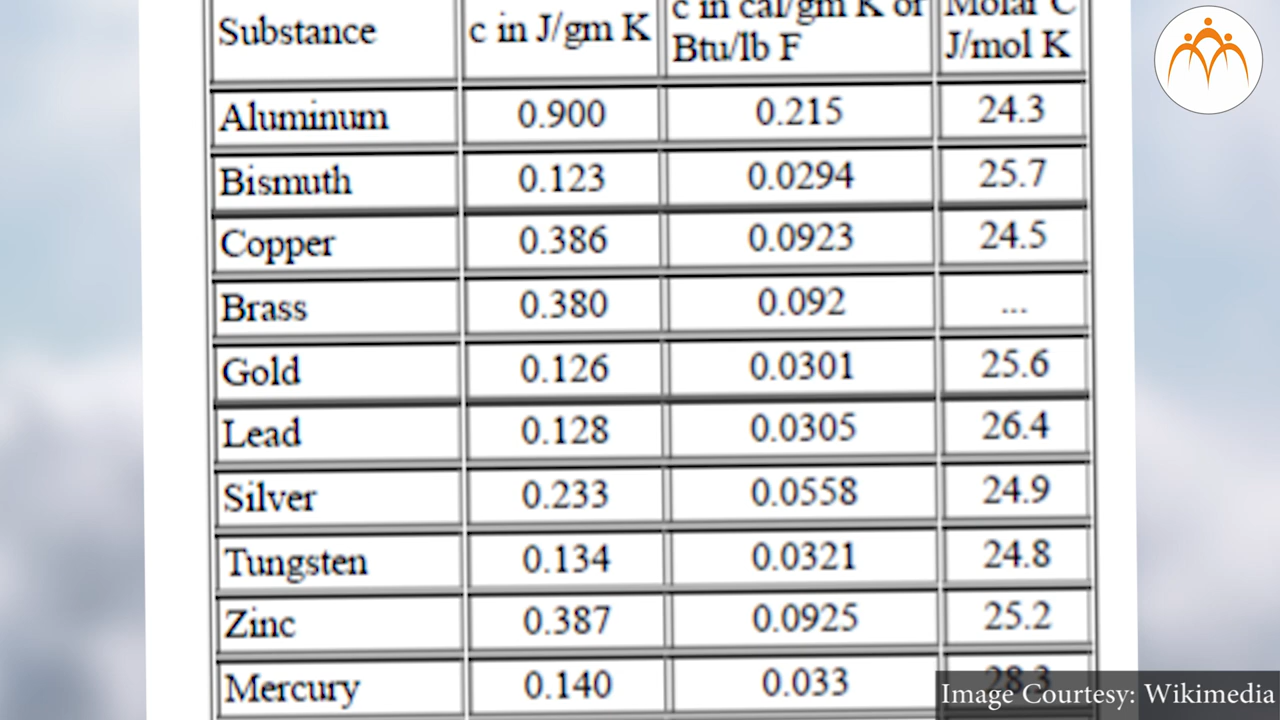 Substance c in J/gm K c in cal/gm K or Molar C
Btu/lb F J/mol K
Aluminum 0.900 0.215 24.3
Bismuth 0.123 0.0294 25.7
Copper 0.386 0.0923 24.5
Brass 0.380 0.092 ...
Gold 0.126 0.0301 25.6
Lead 0.128 0.0305 26.4
Silver 0.233 0.0558 24.9
Tungsten 0.134 0.0321 24.8
Zinc 0.387 0.0925 25.2
Mercury 0.140 0.033 28.3
Image Courtesy: Wikimedia